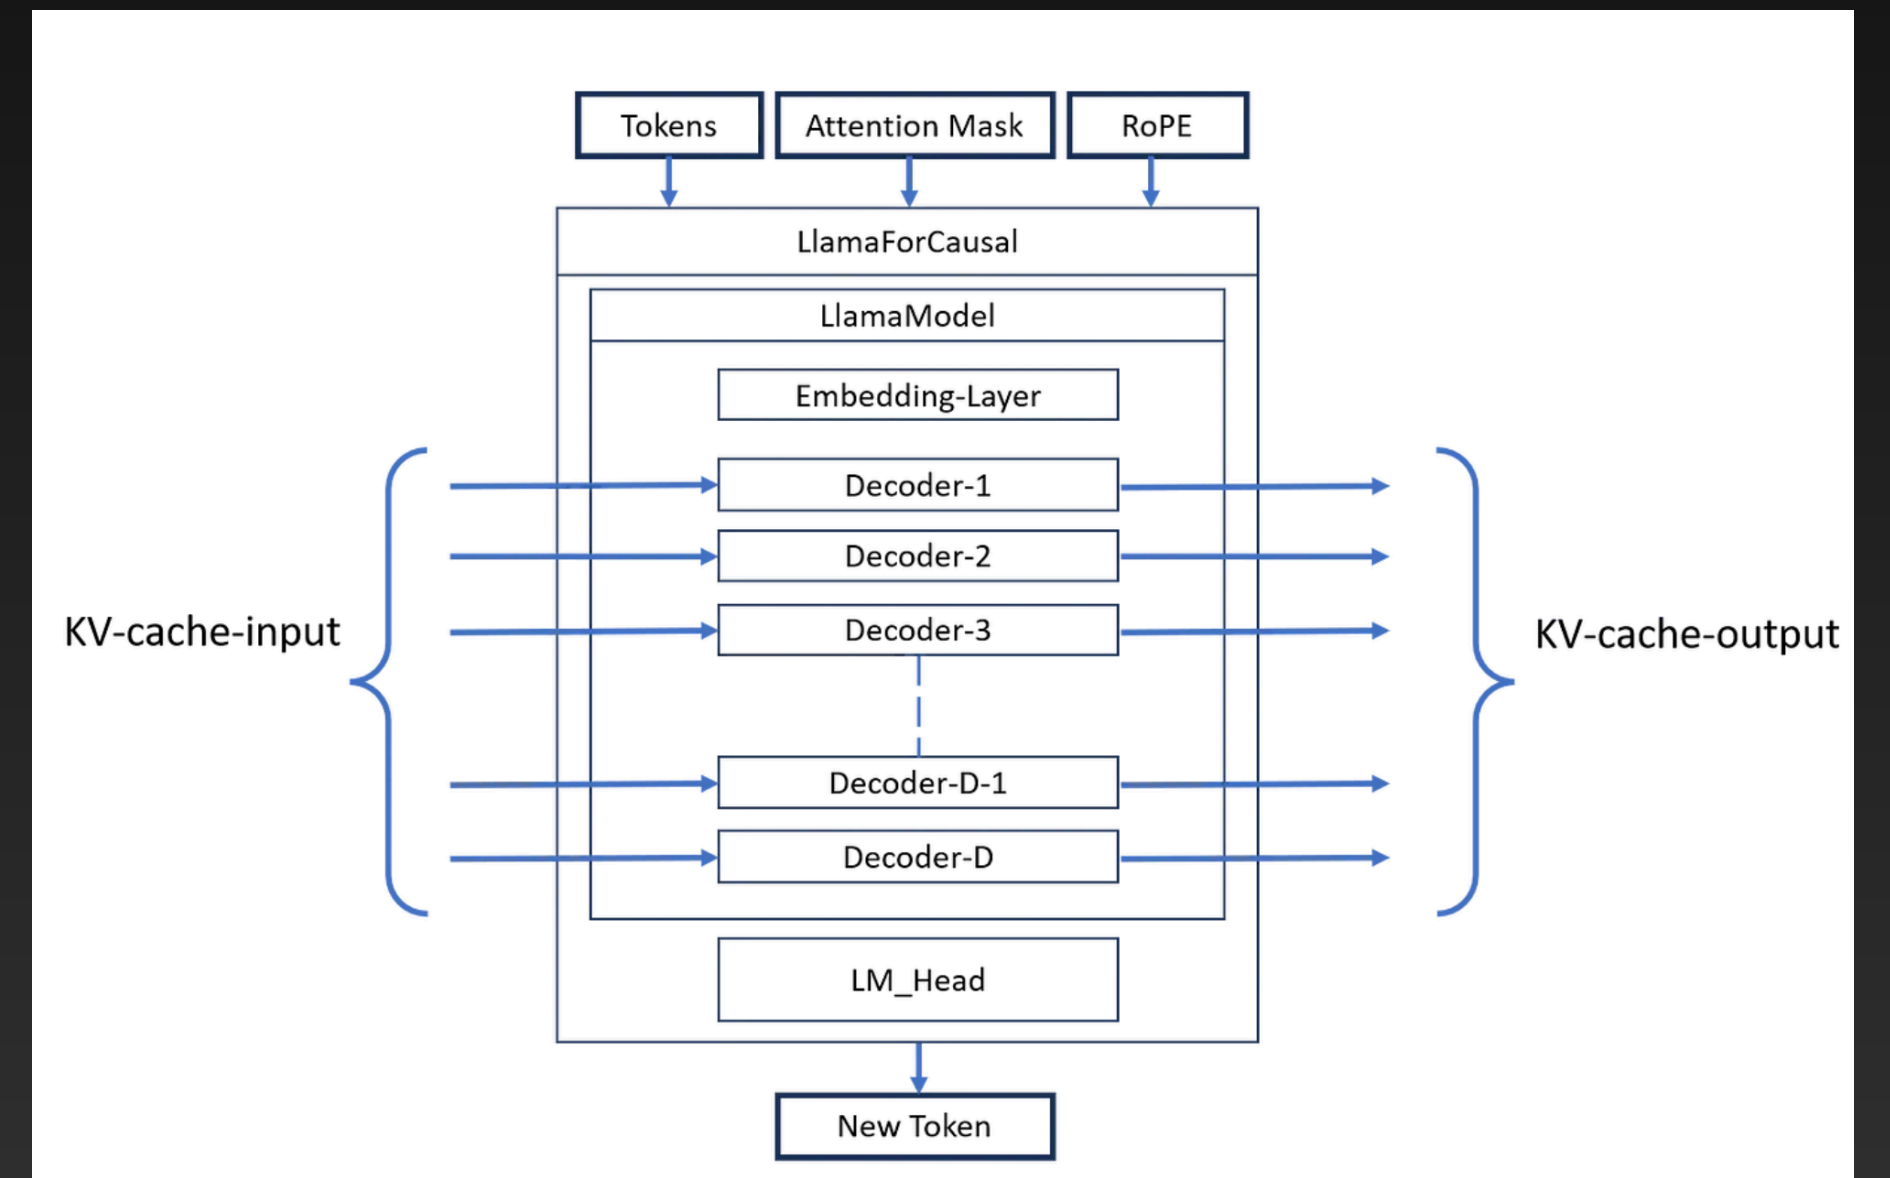 Tokens
Attention Mask
RoPE
LlamaForCausal
LlamaModel
Embedding-Layer
Decoder-1
Decoder-2
Decoder-3
Decoder-D-1
Decoder-D
KV-cache-input
KV-cache-output
LM_Head
New Token